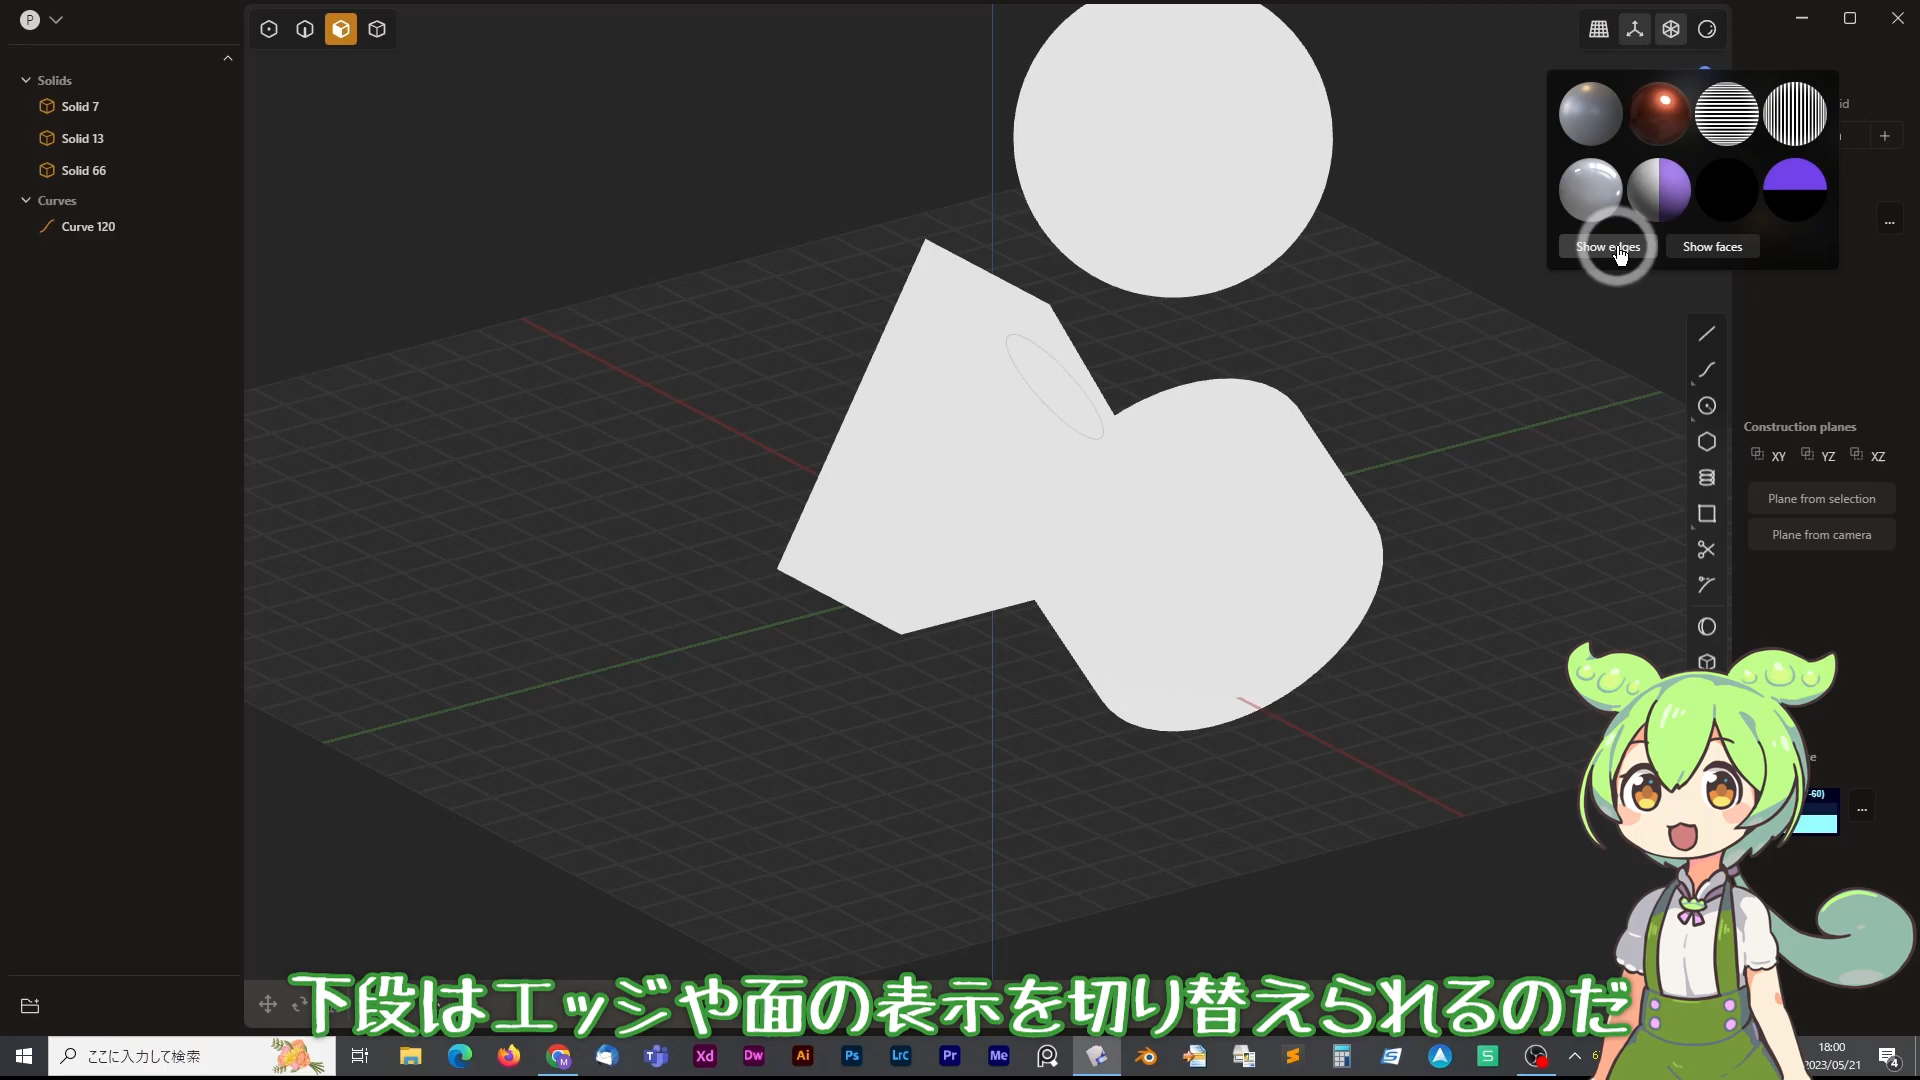 P
Solids
Solid 7
Solid 13
Solid 66
Curves
Curve 120
id
Show edges
Show faces
...
Construction planes
XY
YZ
XZ
Plane from selection
Plane from camera
e
-60)
...
下段はエッジや面の表示を切り替えられるのだ
ここに入力して検索
M
Xd
Dw
Ai
Ps
LrC
Pr
Me
18:00
2023/05/21
4